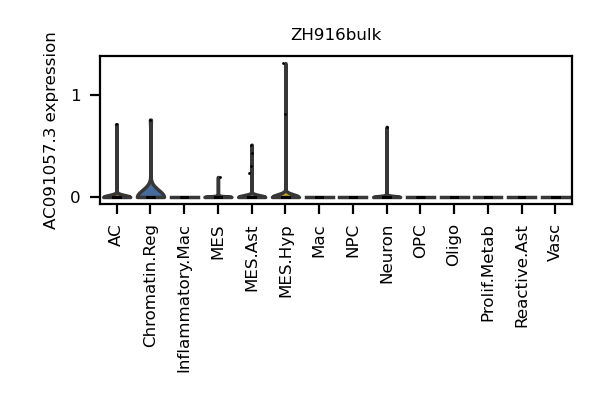 ZH916bulk
AC091057.3 expression
1
0
AC
Chromatin.Reg
Inflammatory.Mac
MES
MES.Ast
MES.Hyp
Mac
NPC
Neuron
OPC
Oligo
Prolif.Metab
Reactive.Ast
Vasc